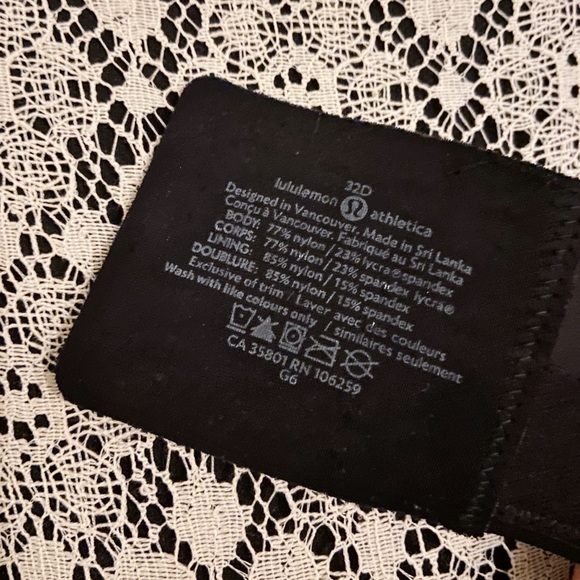 32D
lululemon athletica
Designed in Vancouver. Made in Sri Lanka
Conçu à Vancouver. Fabriqué au Sri Lanka
BODY: 77% nylon / 23% lycra® spandex
CORPS: 77% nylon / 23% spandex lycra®
LINING: 85% nylon / 15% spandex
DOUBLURE: 85% nylon / 15% spandex
Exclusive of trim / Laver avec des couleurs
Wash with like colours only / similaires seulement
CA 35801 RN 106259
G6